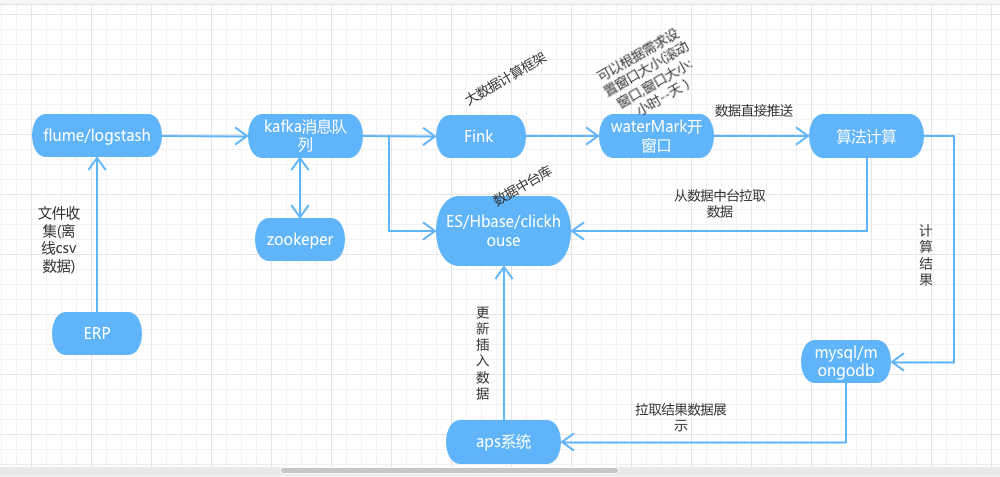 可以根据需求设
置窗口大小(滚动
窗口,窗口大小:
小时--天 )
大数据计算框架
数据直接推送
flume/logstash
kafka消息队
列
Fink
waterMark开
窗口
算法计算
数据中台库
从数据中台拉取
数据
文件收
集(离
线csv
数据)
zookeper
ES/Hbase/clickh
ouse
计
算
结
果
ERP
更
新
插
入
数
据
mysql/m
ongodb
拉取结果数据展
示
aps系统